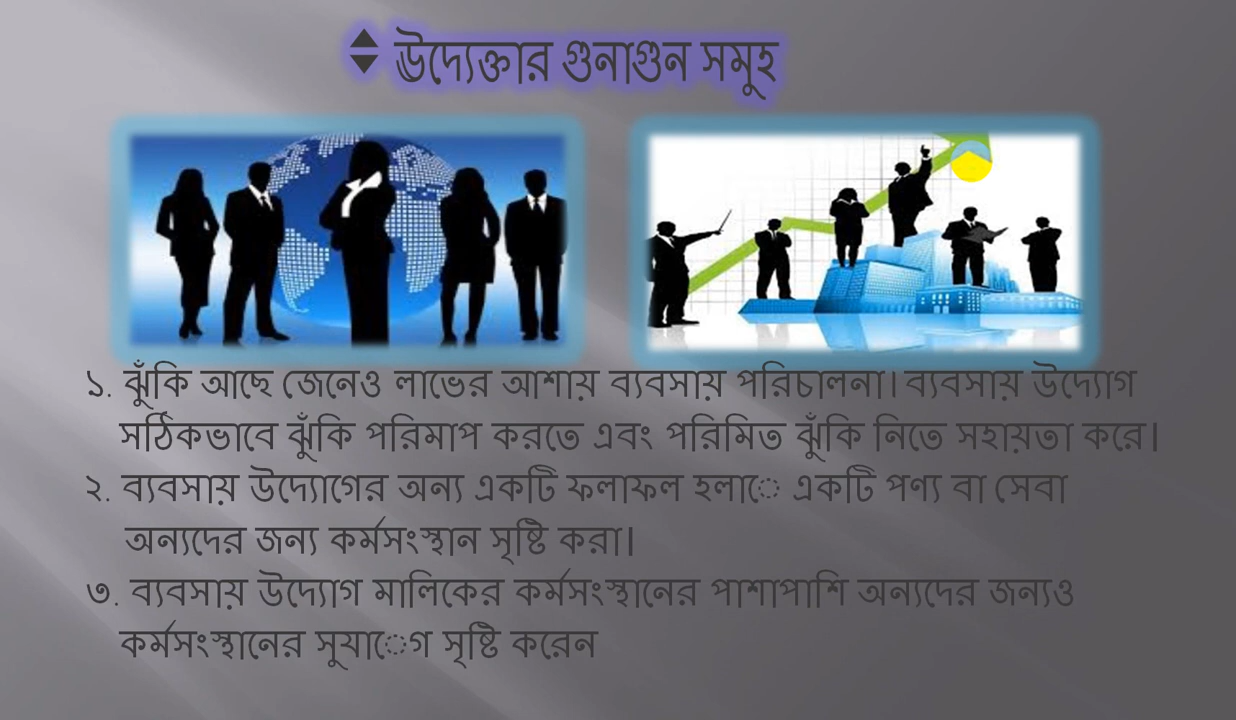 উদ্যেক্তার গুনাগুন সমুহ
১. ঝুঁকি আছে জেনেও লাভের আশায় ব্যবসায় পরিচালনা। ব্যবসায় উদ্যোগ
সঠিকভাবে ঝুঁকি পরিমাপ করতে এবং পরিমিত ঝুঁকি নিতে সহায়তা করে।
২. ব্যবসায় উদ্যোগের অন্য একটি ফলাফল হলাে একটি পণ্য বা সেবা
অন্যদের জন্য কর্মসংস্থান সৃষ্টি করা।
৩. ব্যবসায় উদ্যোগ মালিকের কর্মসংস্থানের পাশাপাশি অন্যদের জন্যও
কর্মসংস্থানের সুযােগ সৃষ্টি করেন